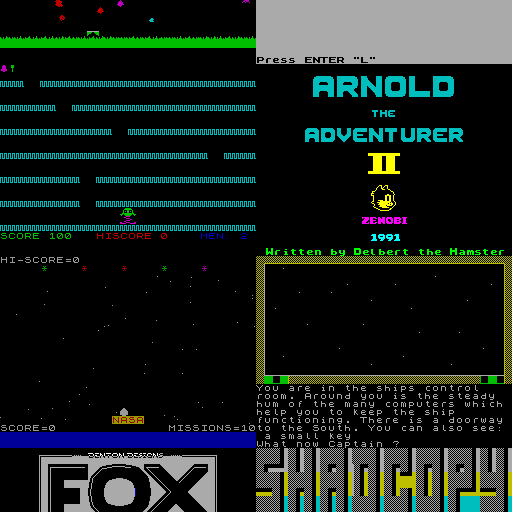 SCORE 100 HISCORE 0 MEN 2
Press ENTER "L"
ARNOLD
THE
ADVENTURER
II
ZENOBI
1991
Written by Delbert the Hamster
HI-SCORE=0
NASA
SCORE=0 MISSIONS=10
You are in the ships control
room. Around you is the steady
hum of the many computers which
help you to keep the ship
functioning. There is a doorway
to the South. You can also see:
a small key
What now Captain ?
DENTON DESIGNS
FOX